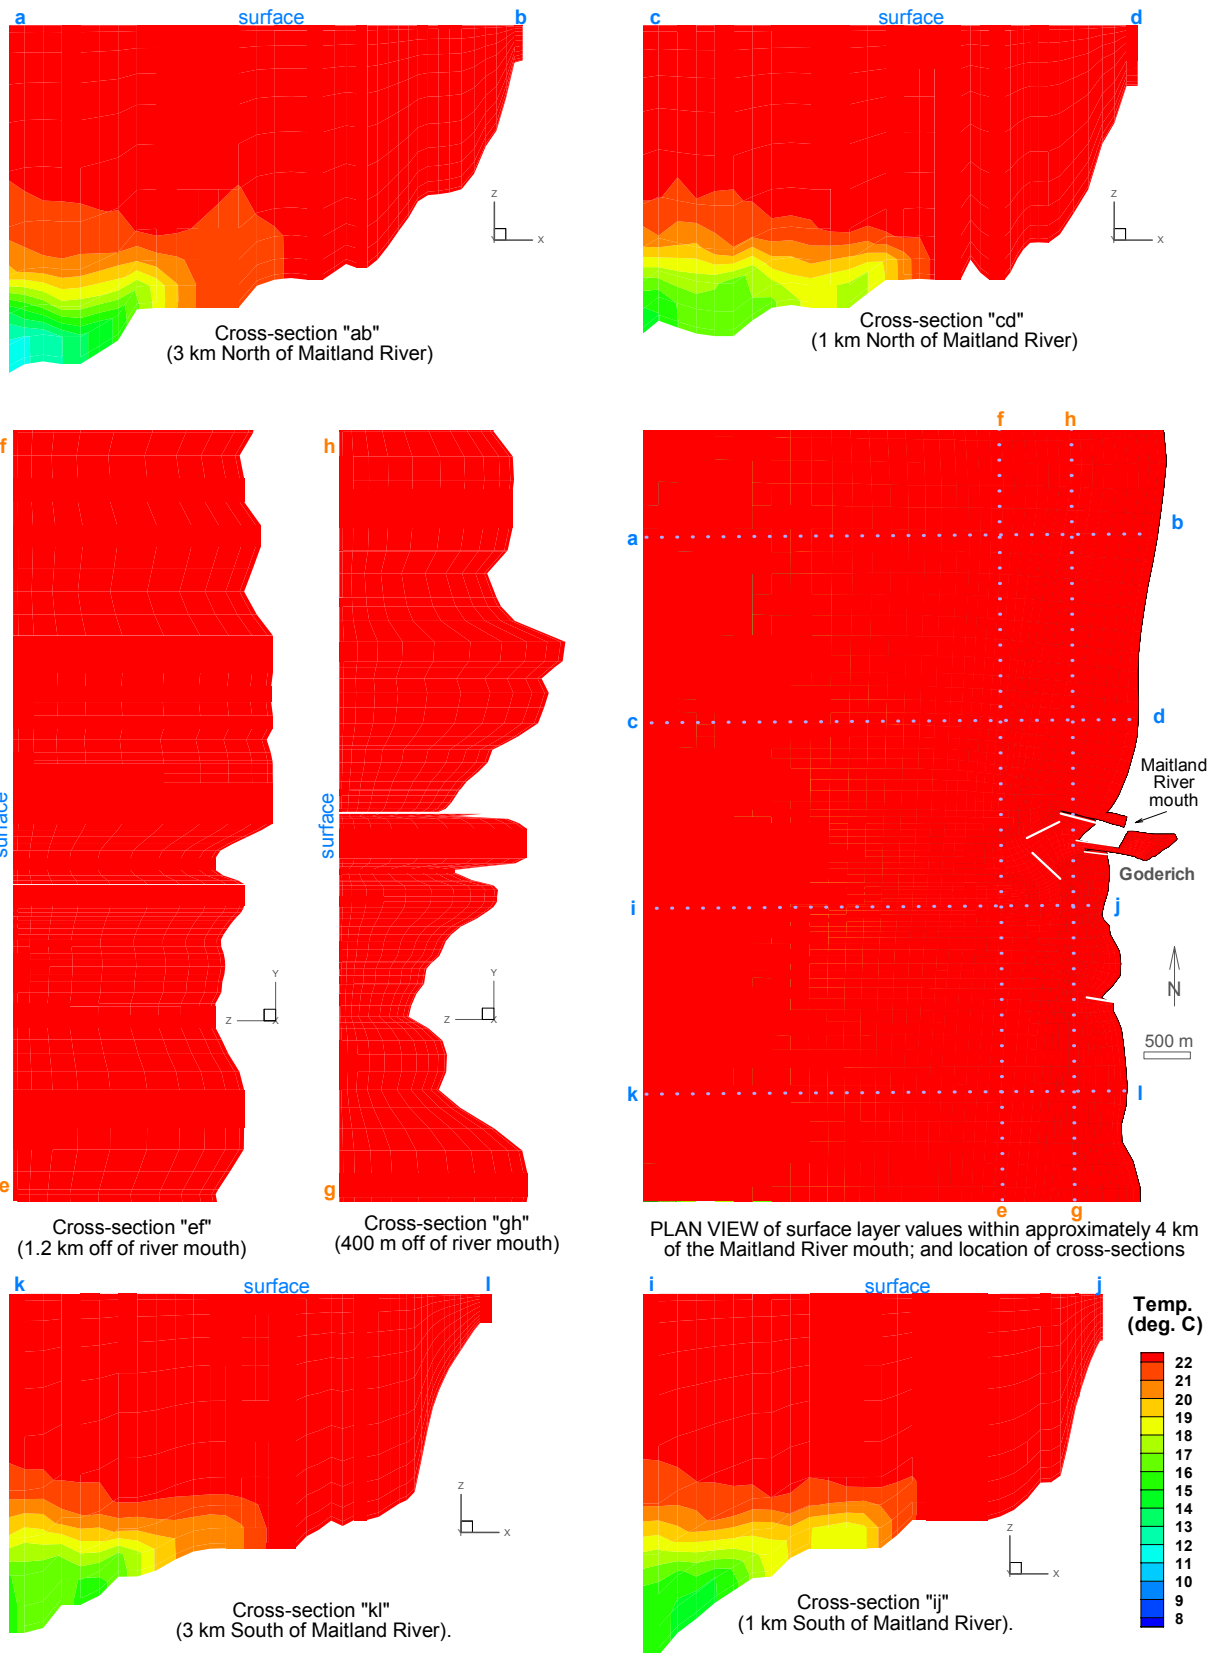 a surface b
c surface d
Z
X
Y
Z
X
Y
Cross-section "ab"
(3 km North of Maitland River)
Cross-section "cd"
(1 km North of Maitland River)
f
surface
e
Y
Z
X
Cross-section "ef"
(1.2 km off of river mouth)
h
surface
g
Y
Z
X
Cross-section "gh"
(400 m off of river mouth)
f h
a b
c d
Maitland
River
mouth
Goderich
i j
N
500 m
k l
e g
PLAN VIEW of surface layer values within approximately 4 km
of the Maitland River mouth; and location of cross-sections
k surface l
Z
X
Y
Cross-section "kl"
(3 km South of Maitland River).
i surface j
Z
X
Y
Cross-section "ij"
(1 km South of Maitland River).
Temp.
(deg. C)
22
21
20
19
18
17
16
15
14
13
12
11
10
9
8